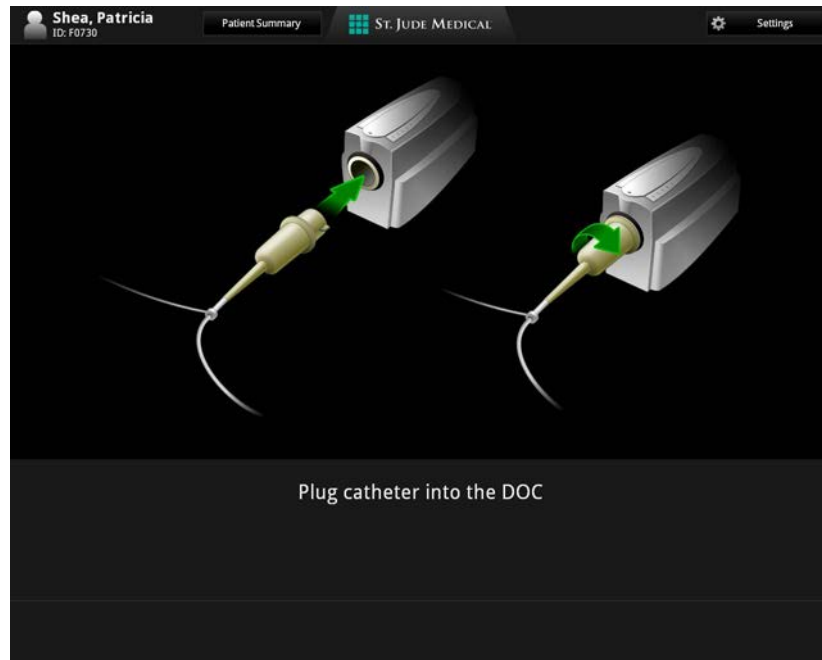 Shea, Patricia
ID: F0730
Patient Summary
ST. JUDE MEDICAL
Settings
Plug catheter into the DOC